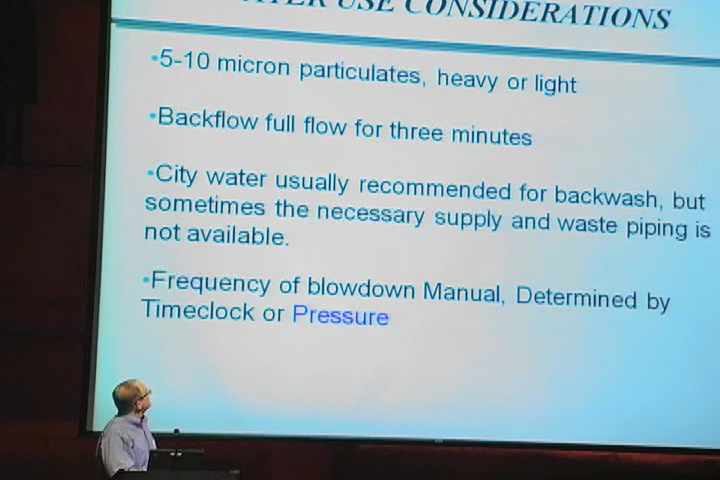 USE CONSIDERATIONS
•5-10 micron particulates, heavy or light
•Backflow full flow for three minutes
•City water usually recommended for backwash, but
sometimes the necessary supply and waste piping is
not available.
•Frequency of blowdown Manual, Determined by
Timeclock or Pressure